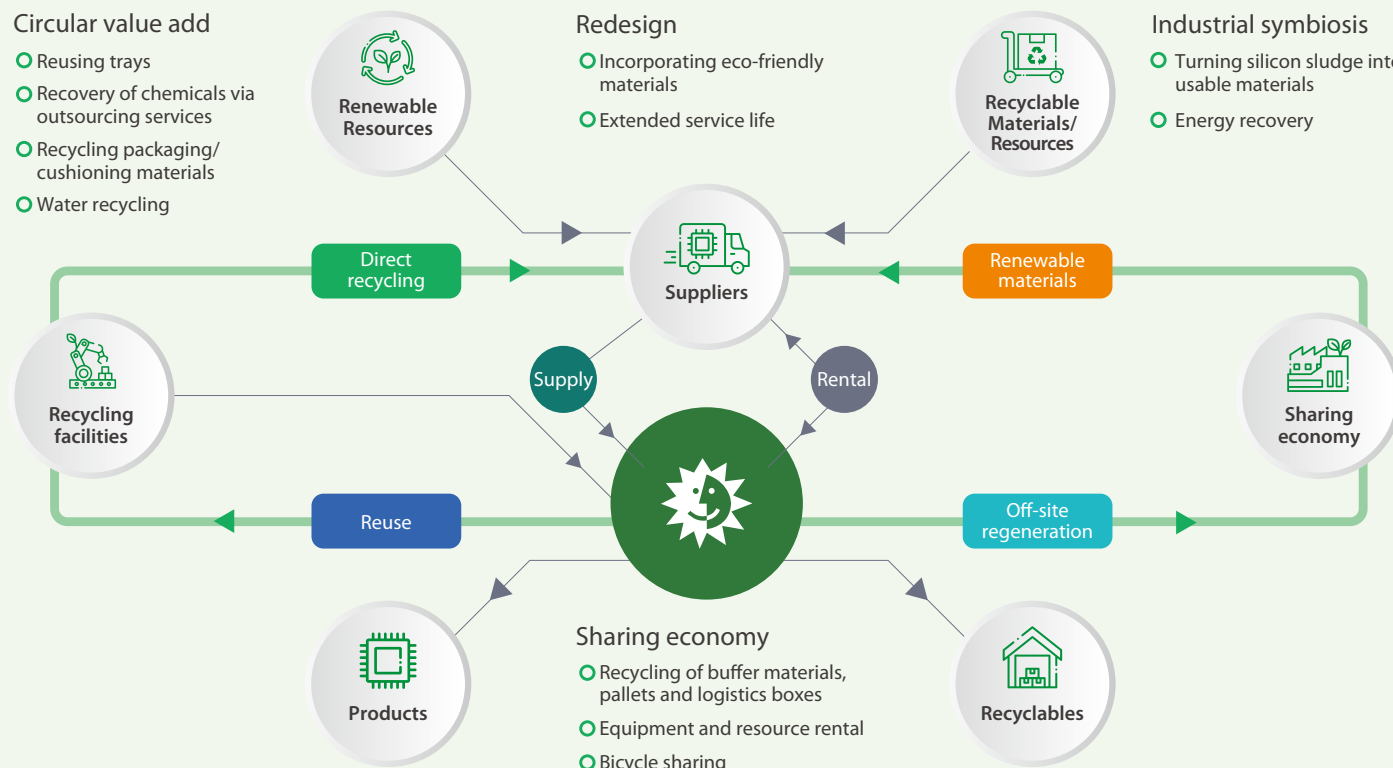 Circular value add
Reusing trays
Recovery of chemicals via
outsourcing services
Recycling packaging/
cushioning materials
Water recycling
Renewable
Resources
Redesign
Incorporating eco-friendly
materials
Extended service life
Recyclable
Materials/
Resources
Industrial symbiosis
Turning silicon sludge into
usable materials
Energy recovery
Direct
recycling
Suppliers
Renewable
materials
Supply
Rental
Recycling
facilities
Sharing
economy
Reuse
Off-site
regeneration
Products
Sharing economy
Recycling of buffer materials,
pallets and logistics boxes
Equipment and resource rental
Bicycle sharing
Recyclables